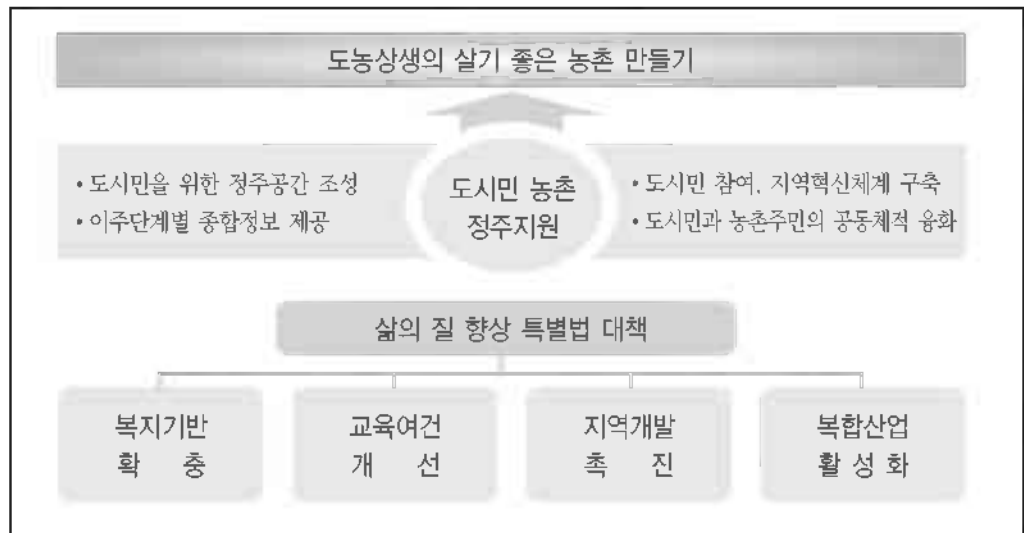 도농상생의 살기 좋은 농촌 만들기
• 도시민을 위한 정주공간 조성
• 이주단계별 종합정보 제공
도시민 농촌
정주지원
• 도시민 참여, 지역혁신체계 구축
• 도시민과 농촌주민의 공동체적 융화
삶의 질 향상 특별법 대책
복지기반
확 충
교육여건
개 선
지역개발
촉 진
복합산업
활 성 화